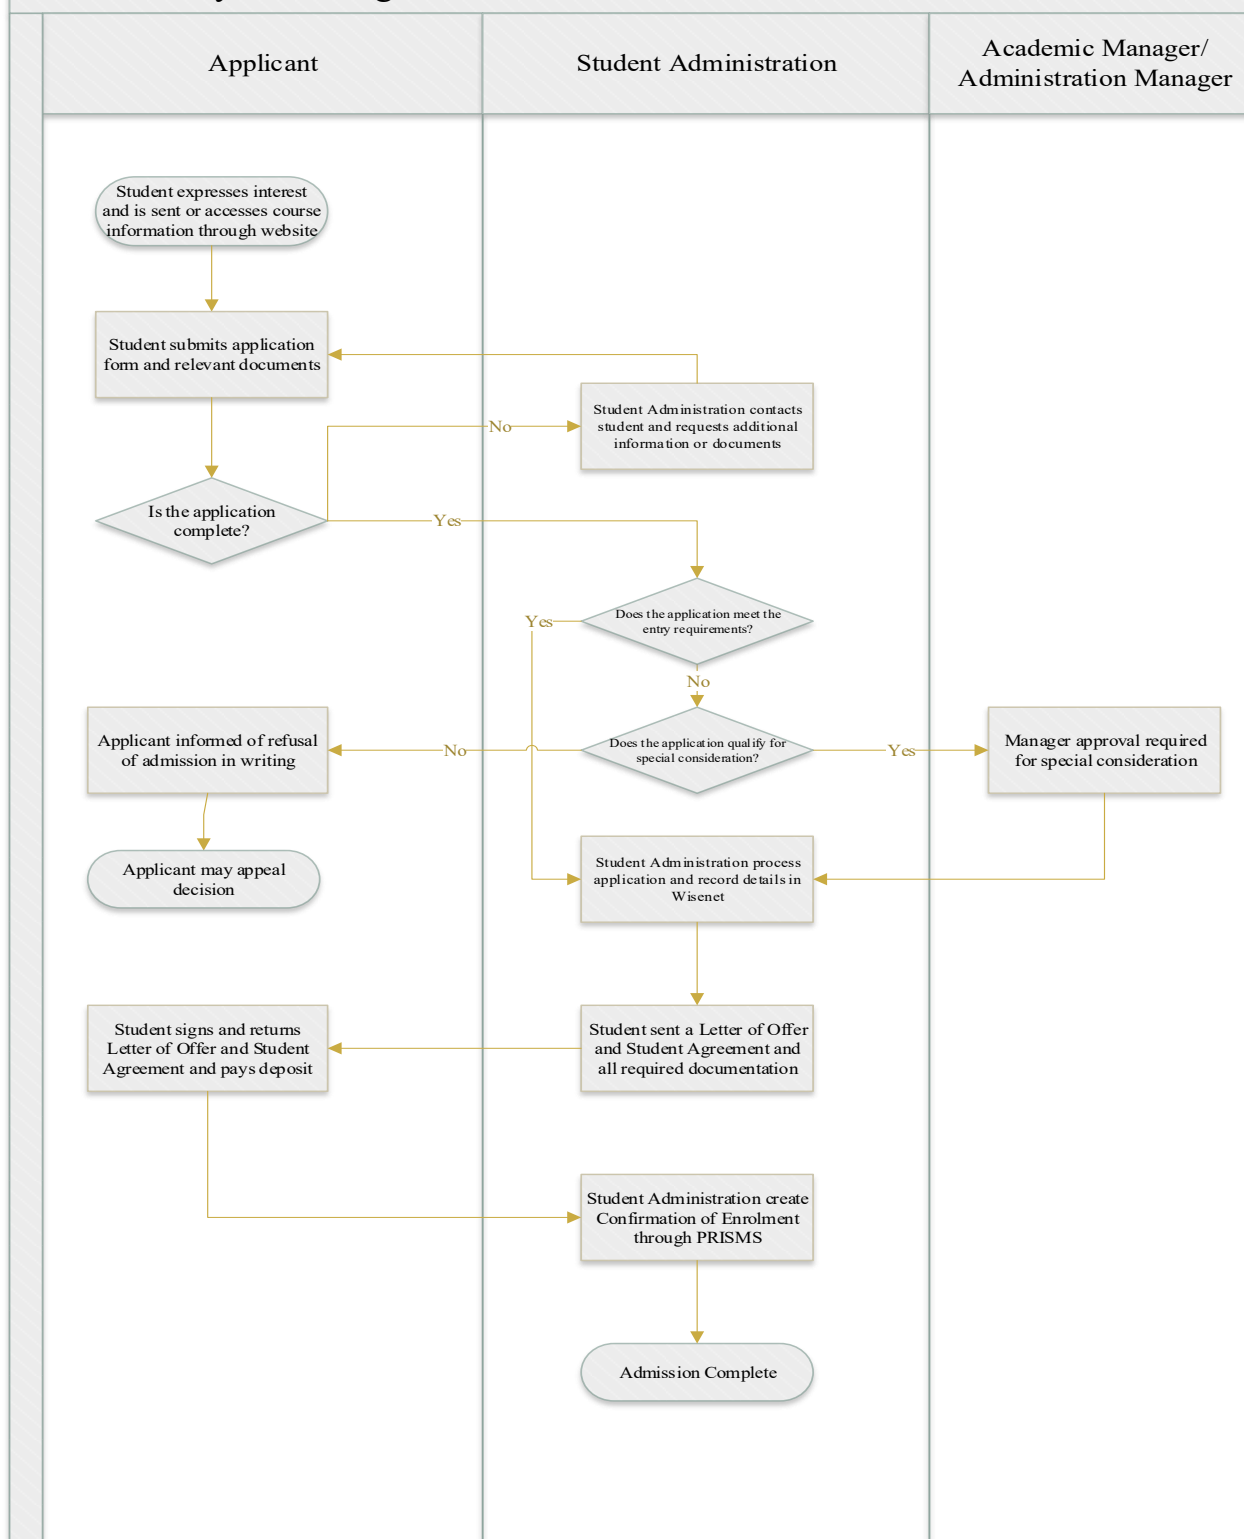 Applicant
Student Administration
Academic Manager/
Administration Manager
Student expresses interest
and is sent or accesses course
information through website
Student submits application
form and relevant documents
Student Administration contacts
student and requests additional
information or documents
No
Is the application
complete?
Yes
Does the application meet the
entry requirements?
Yes
No
Applicant informed of refusal
of admission in writing
No
Does the application qualify for
special consideration?
Yes
Manager approval required
for special consideration
Applicant may appeal
decision
Student Administration process
application and record details in
Wisenet
Student signs and returns
Letter of Offer and Student
Agreement and pays deposit
Student sent a Letter of Offer
and Student Agreement and
all required documentation
Student Administration create
Confirmation of Enrolment
through PRISMS
Admission Complete